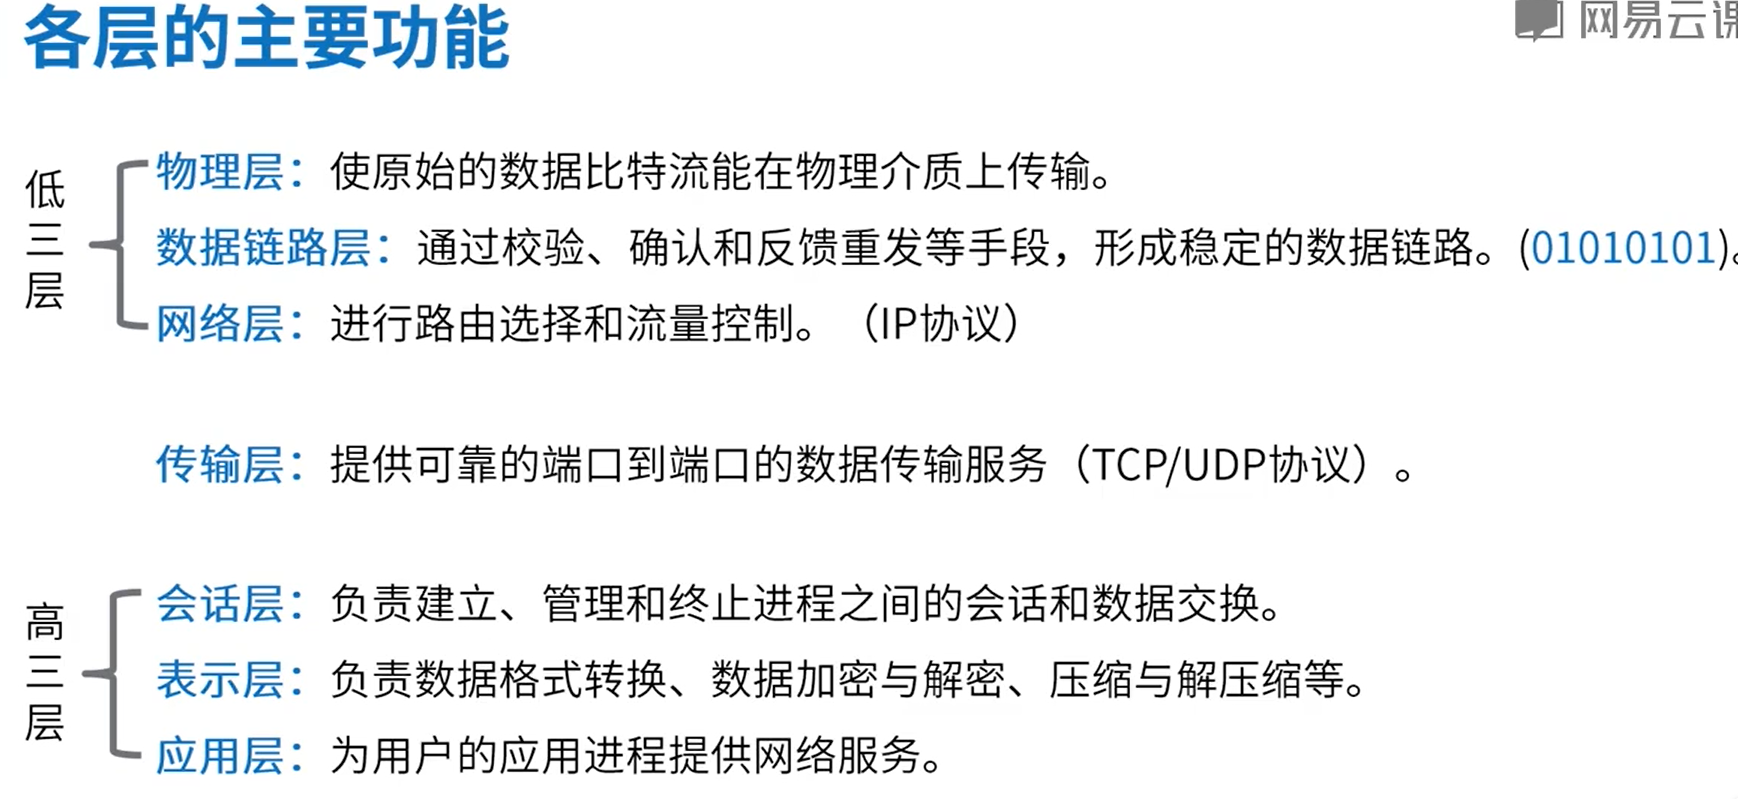 各层的主要功能
网易云课
低三层
物理层：使原始的数据比特流能在物理介质上传输。
数据链路层：通过校验、确认和反馈重发等手段，形成稳定的数据链路。(01010101)。
网络层：进行路由选择和流量控制。（IP协议）
传输层：提供可靠的端口到端口的数据传输服务（TCP/UDP协议）。
高三层
会话层：负责建立、管理和终止进程之间的会话和数据交换。
表示层：负责数据格式转换、数据加密与解密、压缩与解压缩等。
应用层：为用户的应用进程提供网络服务。